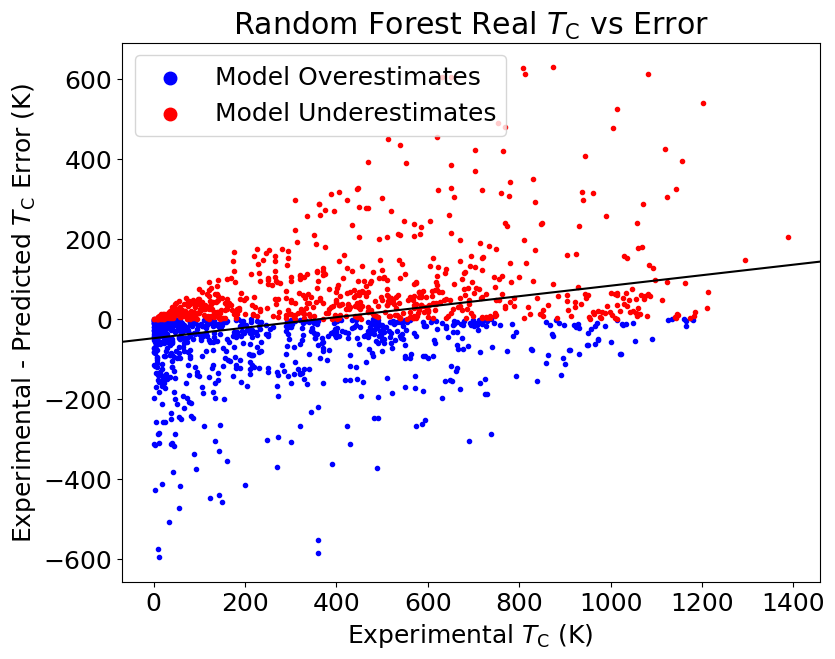 Random Forest Real T_C vs Error
Model Overestimates
Model Underestimates
Experimental - Predicted T_C Error (K)
600
400
200
0
−200
−400
−600
0 200 400 600 800 1000 1200 1400
Experimental T_C (K)